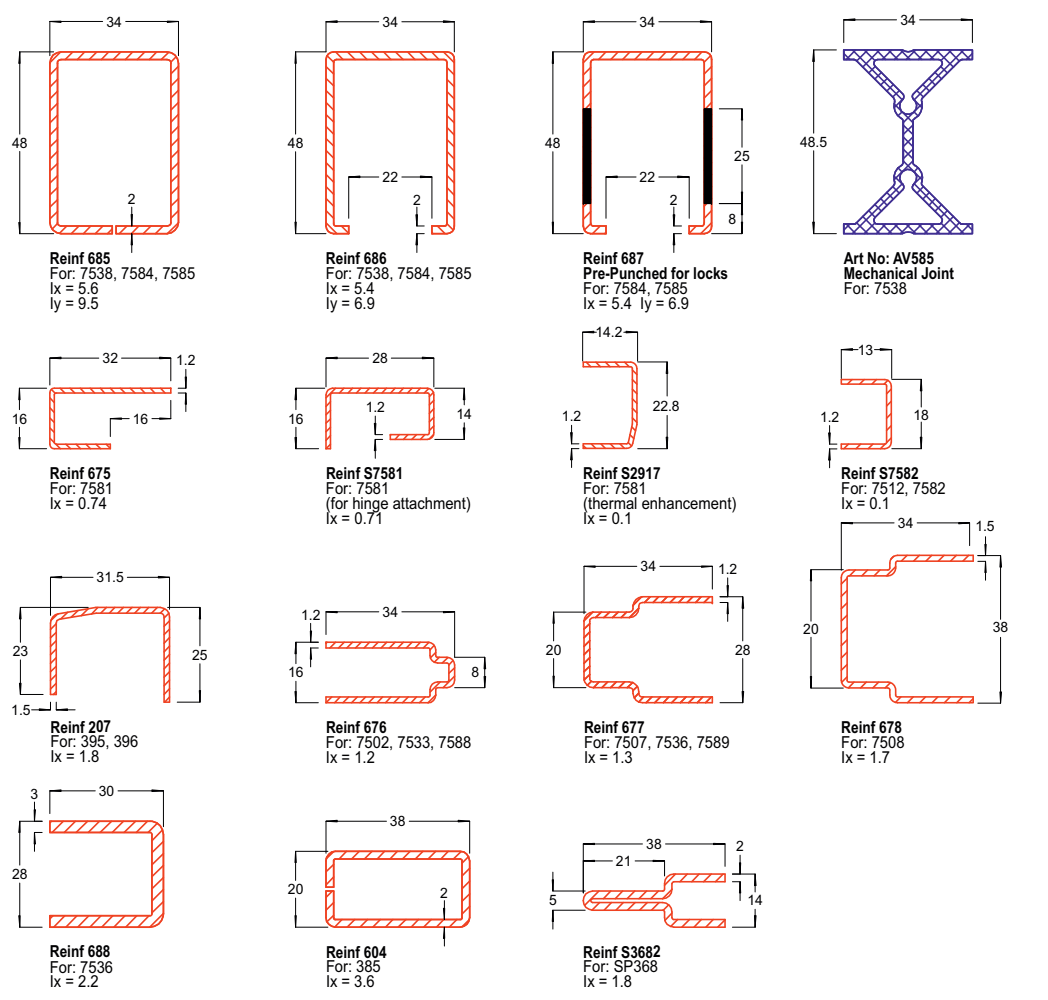 34
48
2
Reinf 685
For: 7538, 7584, 7585
Ix = 5.6
Iy = 9.5
34
48
22
2
Reinf 686
For: 7538, 7584, 7585
Ix = 5.4
Iy = 6.9
34
48
22
2
25
8
Reinf 687
Pre-Punched for locks
For: 7584, 7585
Ix = 5.4  Iy = 6.9
34
48.5
Art No: AV585
Mechanical Joint
For: 7538
32
1.2
16
16
Reinf 675
For: 7581
Ix = 0.74
28
16
1.2
14
Reinf S7581
For: 7581
(for hinge attachment)
Ix = 0.71
14.2
1.2
22.8
Reinf S2917
For: 7581
(thermal enhancement)
Ix = 0.1
13
1.2
18
Reinf S7582
For: 7512, 7582
Ix = 0.1
31.5
23
25
1.5
Reinf 207
For: 395, 396
Ix = 1.8
34
1.2
16
8
Reinf 676
For: 7502, 7533, 7588
Ix = 1.2
34
1.2
20
28
Reinf 677
For: 7507, 7536, 7589
Ix = 1.3
34
1.5
20
38
Reinf 678
For: 7508
Ix = 1.7
30
3
28
Reinf 688
For: 7536
Ix = 2.2
38
20
2
Reinf 604
For: 385
Ix = 3.6
38
21
2
5
14
Reinf S3682
For: SP368
Ix = 1.8